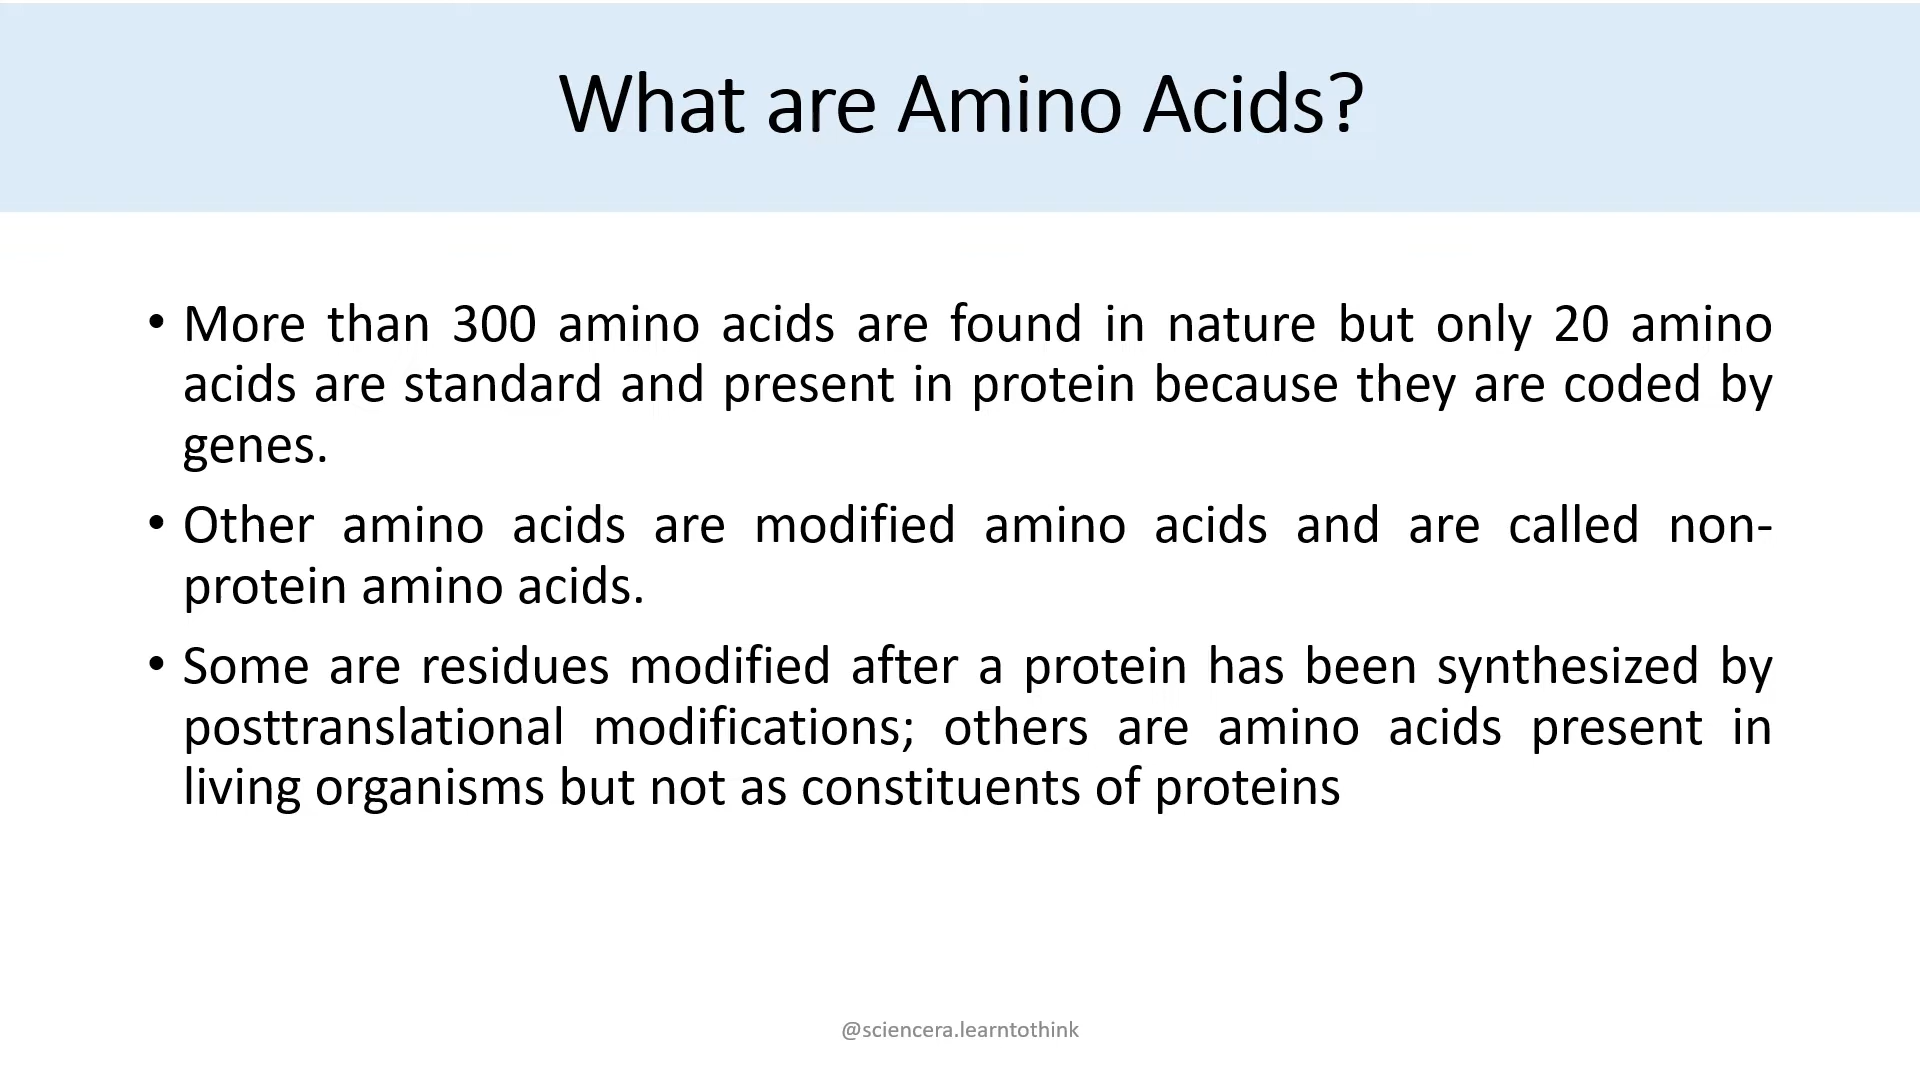 What are Amino Acids?
• More than 300 amino acids are found in nature but only 20 amino
acids are standard and present in protein because they are coded by
genes.
• Other amino acids are modified amino acids and are called non-
protein amino acids.
• Some are residues modified after a protein has been synthesized by
posttranslational modifications; others are amino acids present in
living organisms but not as constituents of proteins
@sciencera.learntothink